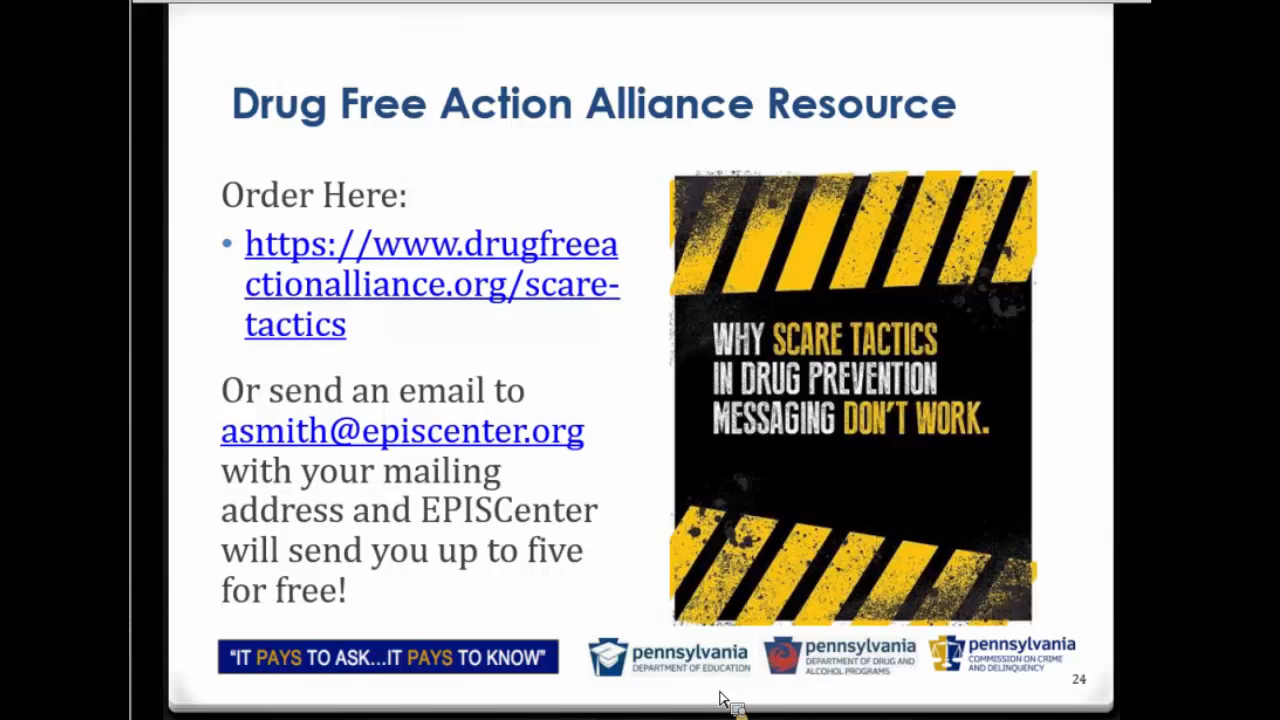 Drug Free Action Alliance Resource
Order Here:
• https://www.drugfreea
ctionalliance.org/scare-
tactics
Or send an email to
asmith@episcenter.org
with your mailing
address and EPISCenter
will send you up to five
for free!
WHY SCARE TACTICS
IN DRUG PREVENTION
MESSAGING DON'T WORK.
"IT PAYS TO ASK...IT PAYS TO KNOW"
pennsylvania
DEPARTMENT OF EDUCATION
pennsylvania
DEPARTMENT OF DRUG AND
ALCOHOL PROGRAMS
pennsylvania
COMMISSION ON CRIME
AND DELINQUENCY
24